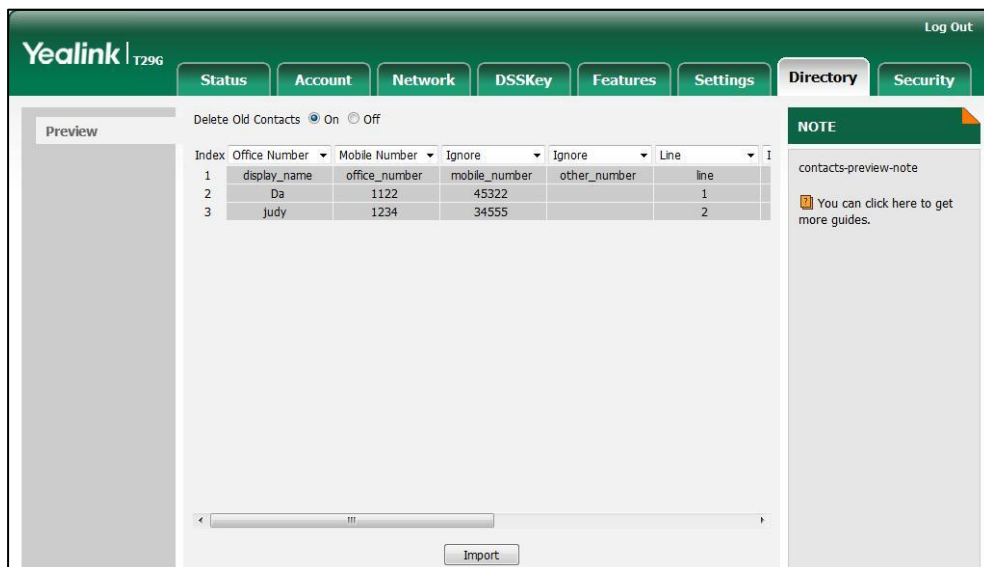 Log Out
Yealink | T29G
Status Account Network DSSKey Features Settings Directory Security
Preview
Delete Old Contacts On Off
Index Office Number Mobile Number Ignore Ignore Line I
1 display_name office_number mobile_number other_number line
2 Da 1122 45322 1
3 judy 1234 34555 2
Import
NOTE
contacts-preview-note
You can click here to get
more guides.